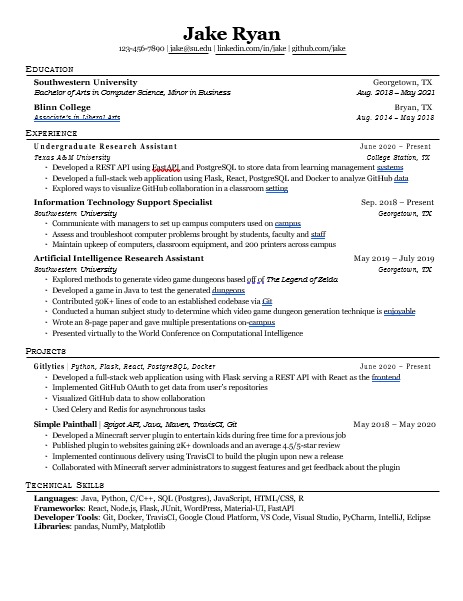 Jake Ryan
123-456-7890 | jake@su.edu | linkedin.com/in/jake | github.com/jake
Education
Southwestern University Georgetown, TX
Bachelor of Arts in Computer Science, Minor in Business Aug. 2018 – May 2021
Blinn College Bryan, TX
Associate's in Liberal Arts Aug. 2014 – May 2018
Experience
Undergraduate Research Assistant June 2020 – Present
Texas A&M University College Station, TX
• Developed a REST API using FastAPI and PostgreSQL to store data from learning management systems
• Developed a full-stack web application using Flask, React, PostgreSQL and Docker to analyze GitHub data
• Explored ways to visualize GitHub collaboration in a classroom setting
Information Technology Support Specialist Sep. 2018 – Present
Southwestern University Georgetown, TX
• Communicate with managers to set up campus computers used on campus
• Assess and troubleshoot computer problems brought by students, faculty and staff
• Maintain upkeep of computers, classroom equipment, and 200 printers across campus
Artificial Intelligence Research Assistant May 2019 – July 2019
Southwestern University Georgetown, TX
• Explored methods to generate video game dungeons based off of The Legend of Zelda
• Developed a game in Java to test the generated dungeons
• Contributed 50K+ lines of code to an established codebase via Git
• Conducted a human subject study to determine which video game dungeon generation technique is enjoyable
• Wrote an 8-page paper and gave multiple presentations on-campus
• Presented virtually to the World Conference on Computational Intelligence
Projects
Gitlytics | Python, Flask, React, PostgreSQL, Docker June 2020 – Present
• Developed a full-stack web application using with Flask serving a REST API with React as the frontend
• Implemented GitHub OAuth to get data from user's repositories
• Visualized GitHub data to show collaboration
• Used Celery and Redis for asynchronous tasks
Simple Paintball | Spigot API, Java, Maven, TravisCI, Git May 2018 – May 2020
• Developed a Minecraft server plugin to entertain kids during free time for a previous job
• Published plugin to websites gaining 2K+ downloads and an average 4.5/5-star review
• Implemented continuous delivery using TravisCI to build the plugin upon new a release
• Collaborated with Minecraft server administrators to suggest features and get feedback about the plugin
Technical Skills
Languages: Java, Python, C/C++, SQL (Postgres), JavaScript, HTML/CSS, R
Frameworks: React, Node.js, Flask, JUnit, WordPress, Material-UI, FastAPI
Developer Tools: Git, Docker, TravisCI, Google Cloud Platform, VS Code, Visual Studio, PyCharm, IntelliJ, Eclipse
Libraries: pandas, NumPy, Matplotlib